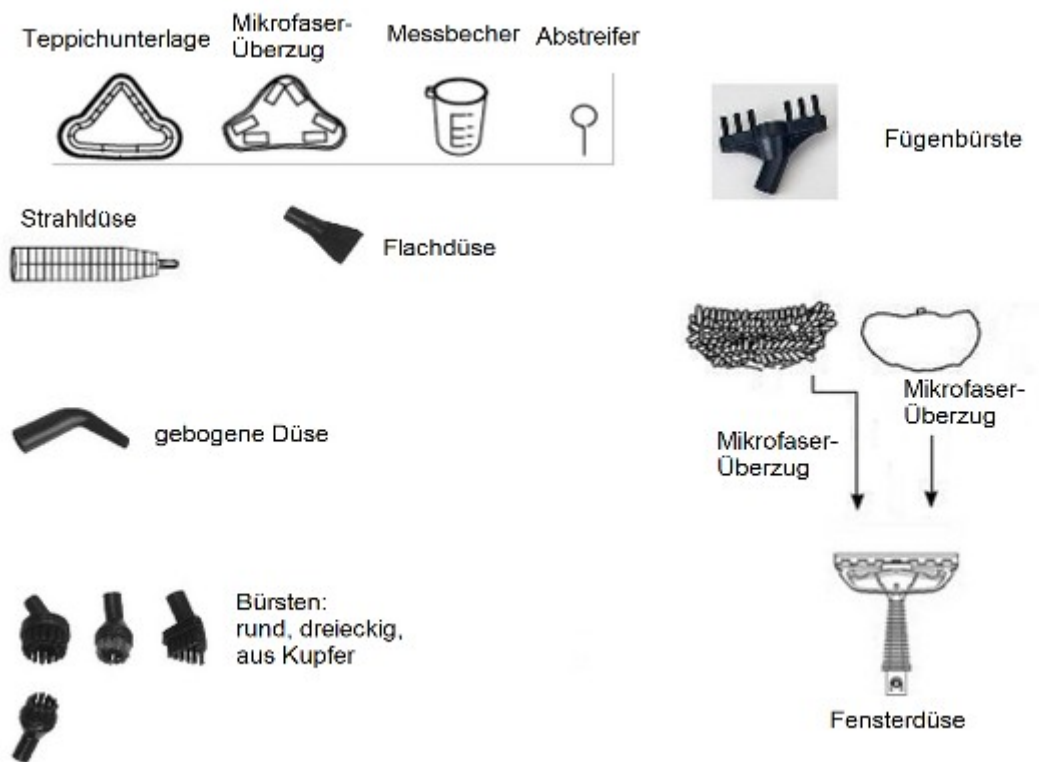 Teppichunterlage
Mikrofaser-
Überzug
Messbecher
Abstreifer
Fügenbürste
Strahldüse
Flachdüse
Mikrofaser-
Überzug
Mikrofaser-
Überzug
gebogene Düse
Bürsten:
rund, dreieckig,
aus Kupfer
Fensterdüse